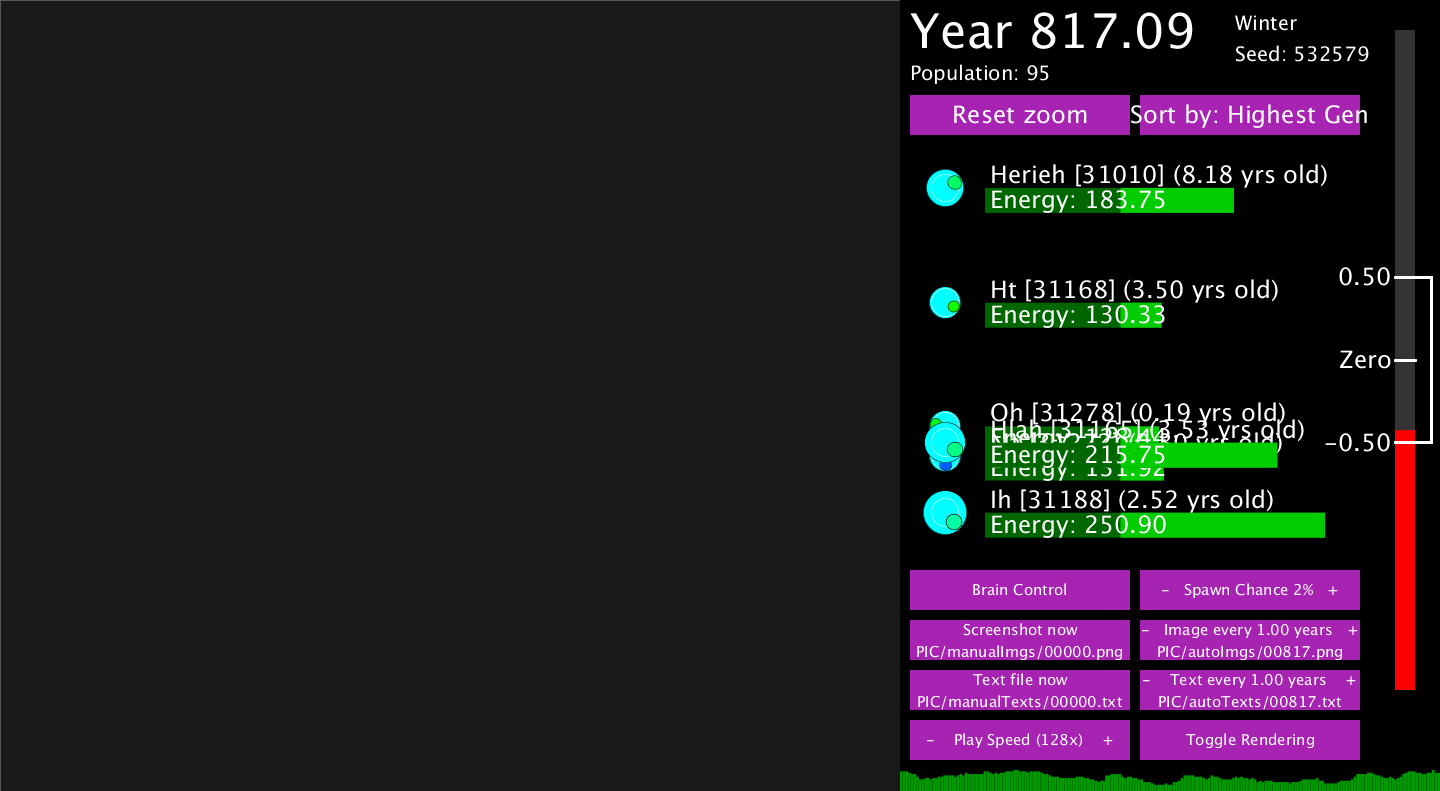 Year 817.09
Winter
Seed: 532579
Population: 95
Reset zoom
Sort by: Highest Gen
Herieh [31010] (8.18 yrs old)
Energy: 183.75
Ht [31168] (3.50 yrs old)
Energy: 130.33
0.50
Zero
Oh [31278] (0.19 yrs old)
Hlah [31165] (3.53 yrs old)
-0.50
Energy: 215.75
Energy: 131.92
Ih [31188] (2.52 yrs old)
Energy: 250.90
Brain Control
- Spawn Chance 2% +
Screenshot now
PIC/manualImgs/00000.png
- Image every 1.00 years +
PIC/autoImgs/00817.png
Text file now
PIC/manualTexts/00000.txt
- Text every 1.00 years +
PIC/autoTexts/00817.txt
- Play Speed (128x) +
Toggle Rendering